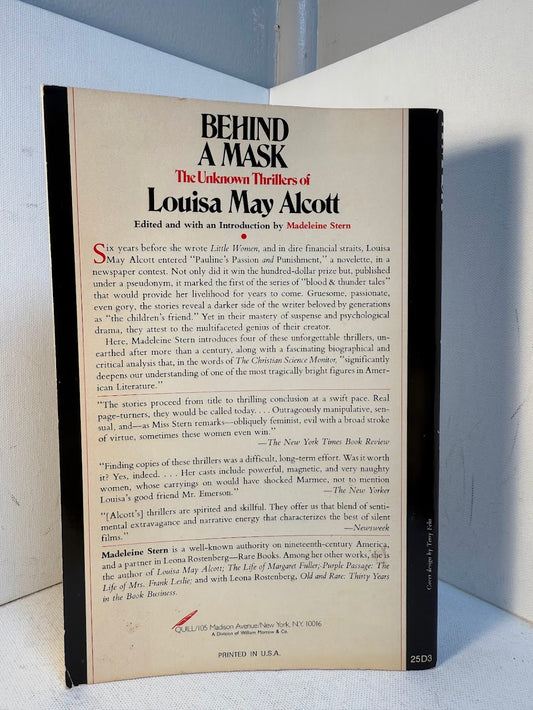 BEHIND
A MASK
The Unknown Thrillers of
Louisa May Alcott
Edited and with an Introduction by Madeleine Stern
Six years before she wrote Little Women, and in dire financial straits, Louisa
May Alcott entered "Pauline's Passion and Punishment," a novelette, in a
newspaper contest. Not only did it win the hundred-dollar prize but, published
under a pseudonym, it marked the first of the series of "blood & thunder tales"
that would provide her livelihood for years to come. Gruesome, passionate,
even gory, the stories reveal a darker side of the writer beloved by generations
as "the children's friend." Yet in their mastery of suspense and psychological
drama, they attest to the multifaceted genius of their creator.
Here, Madeleine Stern introduces four of these unforgettable thrillers, un-
earthed after more than a century, along with a fascinating biographical and
critical analysis that, in the words of The Christian Science Monitor, "significantly
deepens our understanding of one of the most tragically bright figures in Amer-
ican Literature."
"The stories proceed from title to thrilling conclusion at a swift pace. Real
page-turners, they would be called today. . . . Outrageously manipulative, sen-
sual, and—as Miss Stern remarks—obliquely feminist, evil with a broad stroke
of virtue, sometimes these women even win."
—The New York Times Book Review
"Finding copies of these thrillers was a difficult, long-term effort. Was it worth
it? Yes, indeed. . . . Her casts include powerful, magnetic, and very naughty
women, whose carryings on would have shocked Marmee, not to mention
Louisa's good friend Mr. Emerson." —The New Yorker
"[Alcott's] thrillers are spirited and skillful. They offer us that blend of senti-
mental extravagance and narrative energy that characterizes the best of silent
films." —Newsweek
Madeleine Stern is a well-known authority on nineteenth-century America,
and a partner in Leona Rostenberg—Rare Books. Among her other works, she is
the author of Louisa May Alcott; The Life of Margaret Fuller; Purple Passage: The
Life of Mrs. Frank Leslie; and with Leona Rostenberg, Old and Rare: Thirty Years
in the Book Business.
QUILL/105 Madison Avenue/New York, N.Y. 10016
A Division of William Morrow & Co.
PRINTED IN U.S.A.
25D3
Cover design by Terry Fehr